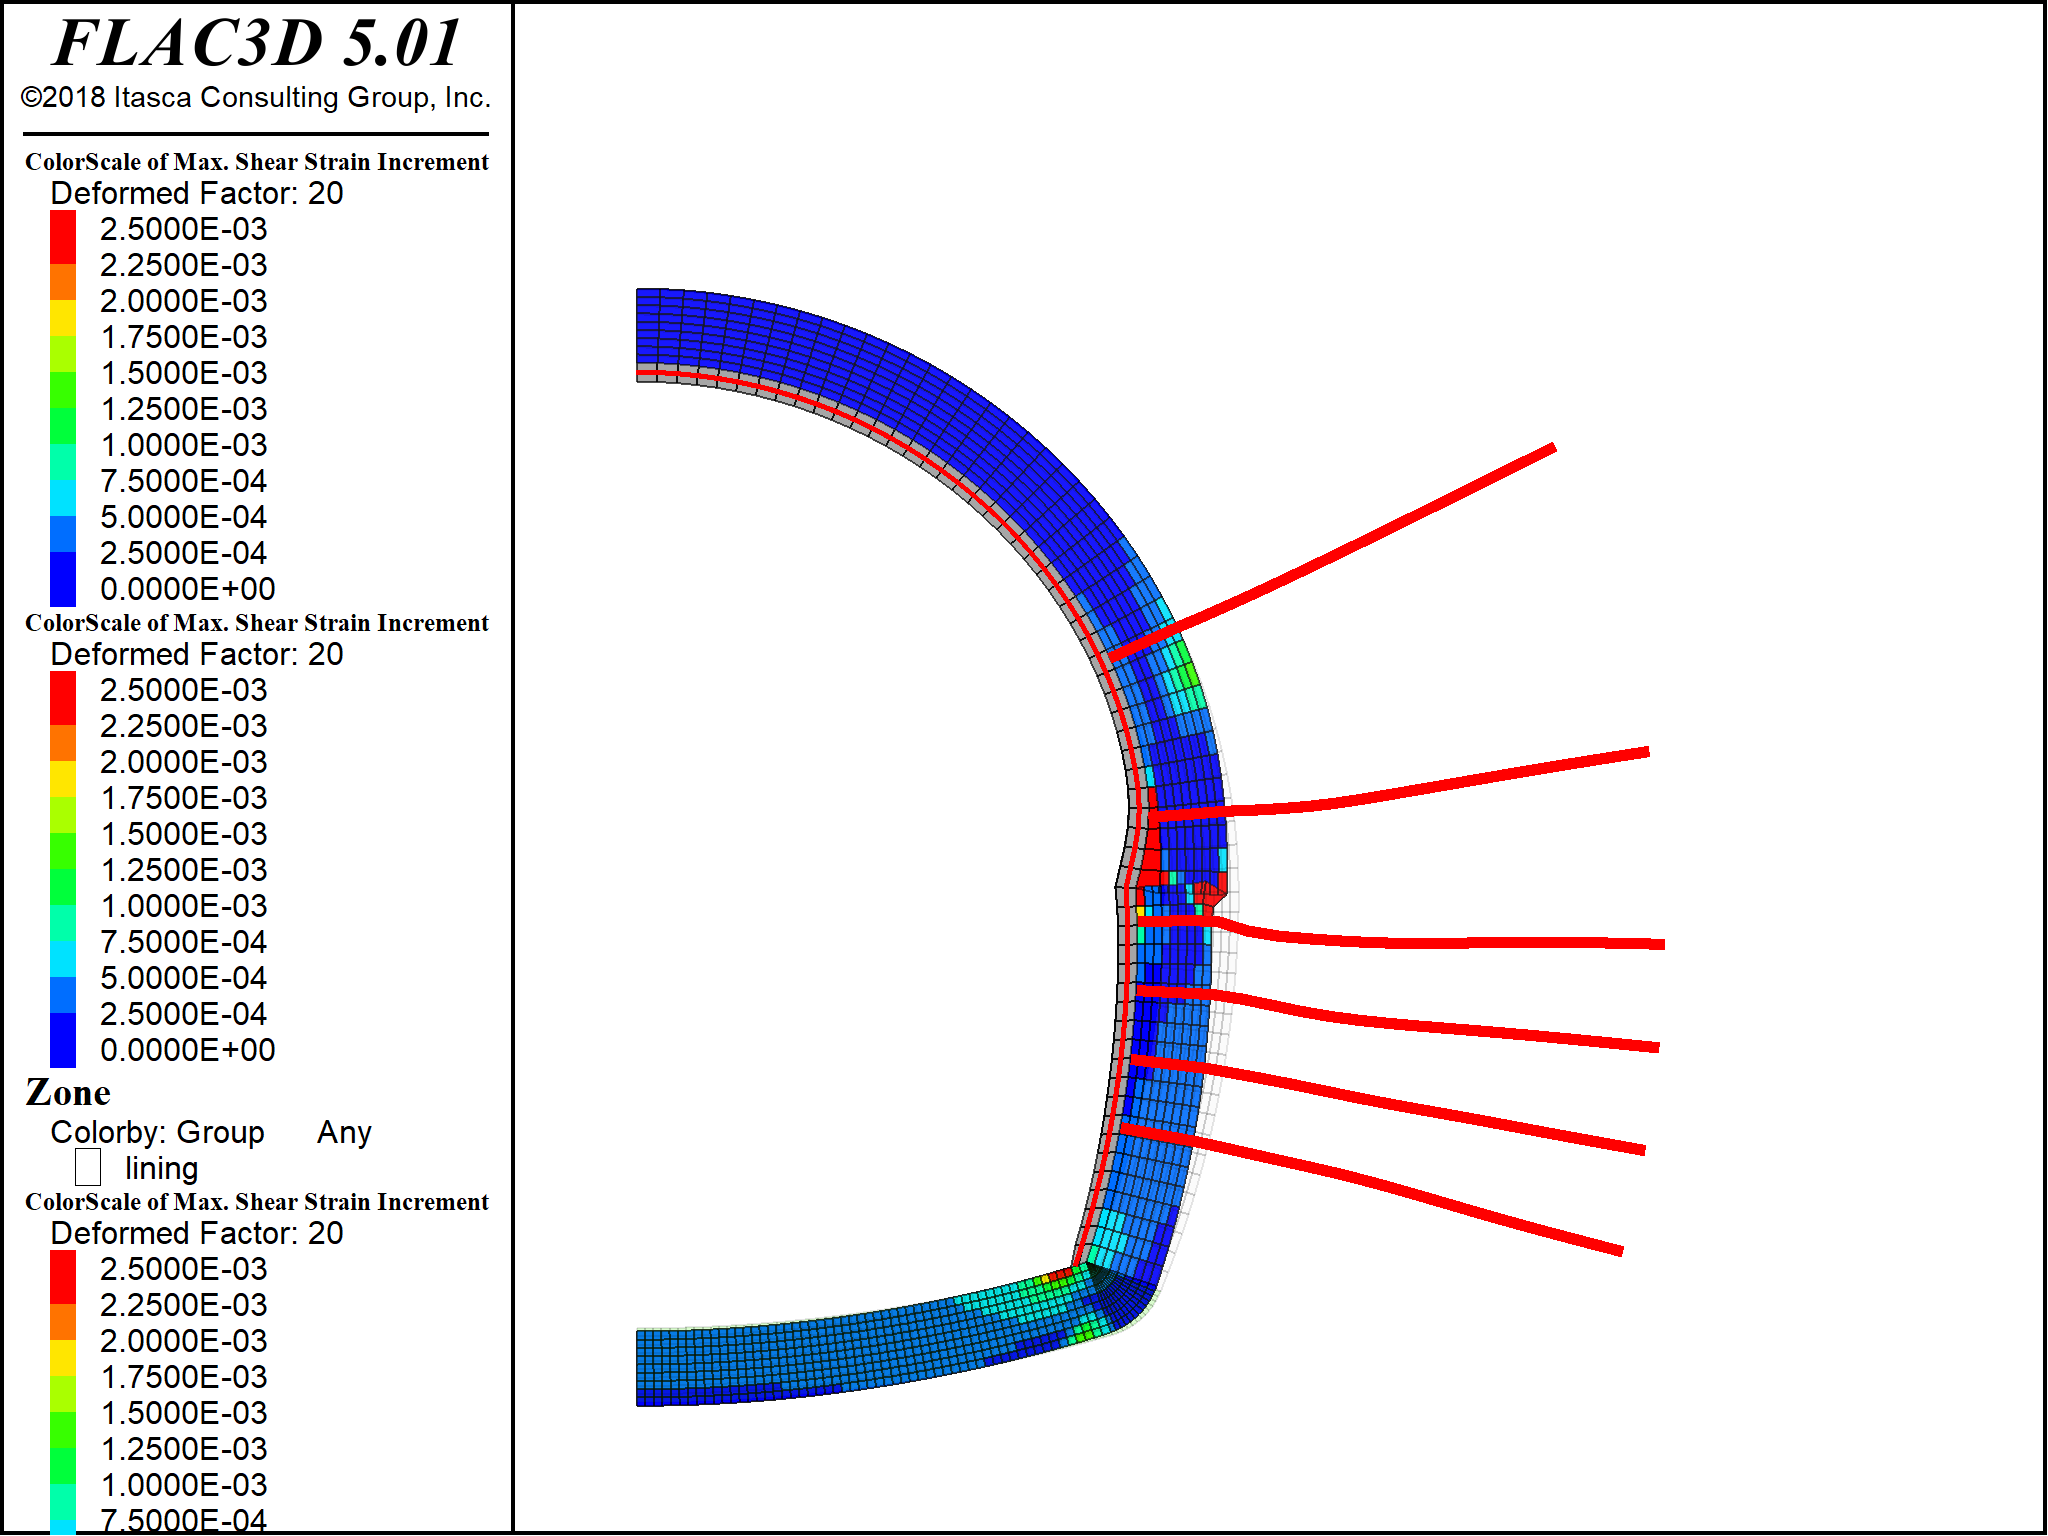 FLAC3D 5.01
©2018 Itasca Consulting Group, Inc.
ColorScale of Max. Shear Strain Increment
Deformed Factor: 20
2.5000E-03
2.2500E-03
2.0000E-03
1.7500E-03
1.5000E-03
1.2500E-03
1.0000E-03
7.5000E-04
5.0000E-04
2.5000E-04
0.0000E+00
ColorScale of Max. Shear Strain Increment
Deformed Factor: 20
2.5000E-03
2.2500E-03
2.0000E-03
1.7500E-03
1.5000E-03
1.2500E-03
1.0000E-03
7.5000E-04
5.0000E-04
2.5000E-04
0.0000E+00
Zone
Colorby: Group Any
lining
ColorScale of Max. Shear Strain Increment
Deformed Factor: 20
2.5000E-03
2.2500E-03
2.0000E-03
1.7500E-03
1.5000E-03
1.2500E-03
1.0000E-03
7.5000E-04